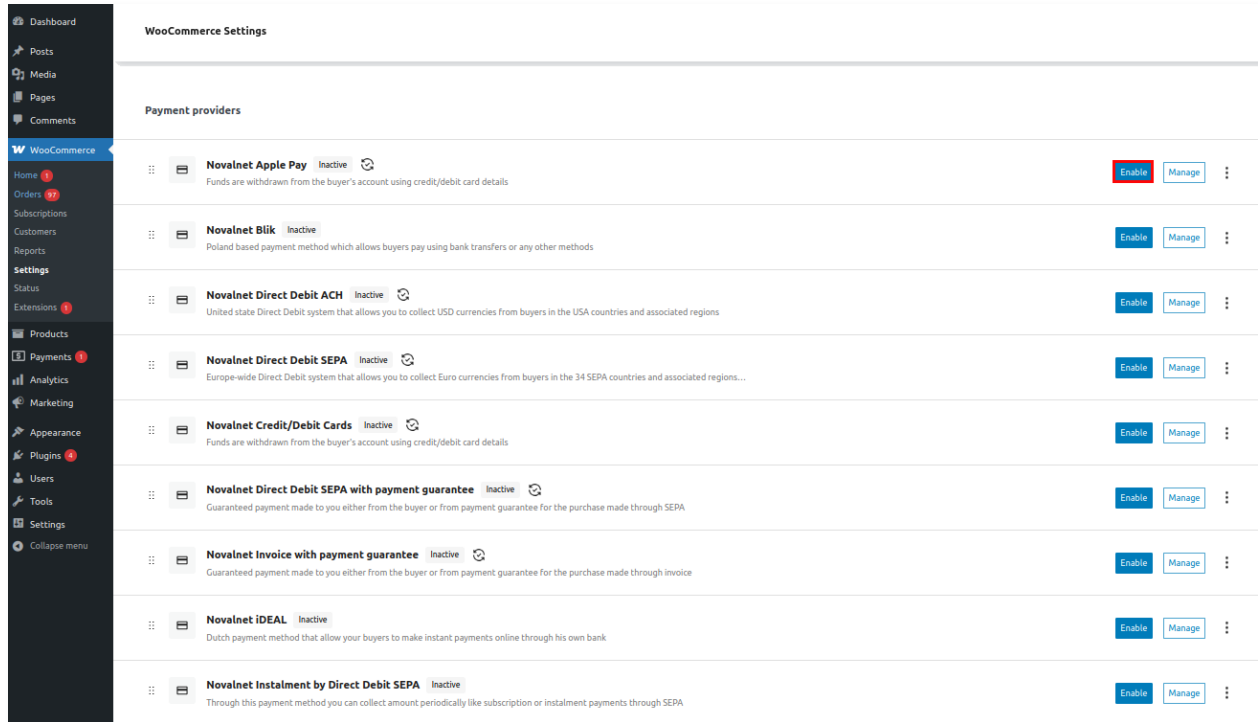 Dashboard
Posts
Media
Pages
Comments
WooCommerce
Home 1
Orders 97
Subscriptions
Customers
Reports
Settings
Status
Extensions 1
Products
Payments 1
Analytics
Marketing
Appearance
Plugins 4
Users
Tools
Settings
Collapse menu
WooCommerce Settings
Payment providers
Novalnet Apple Pay Inactive
Funds are withdrawn from the buyer's account using credit/debit card details
Enable Manage
Novalnet Blik Inactive
Poland based payment method which allows buyers pay using bank transfers or any other methods
Enable Manage
Novalnet Direct Debit ACH Inactive
United state Direct Debit system that allows you to collect USD currencies from buyers in the USA countries and associated regions
Enable Manage
Novalnet Direct Debit SEPA Inactive
Europe-wide Direct Debit system that allows you to collect Euro currencies from buyers in the 34 SEPA countries and associated regions...
Enable Manage
Novalnet Credit/Debit Cards Inactive
Funds are withdrawn from the buyer's account using credit/debit card details
Enable Manage
Novalnet Direct Debit SEPA with payment guarantee Inactive
Guaranteed payment made to you either from the buyer or from payment guarantee for the purchase made through SEPA
Enable Manage
Novalnet Invoice with payment guarantee Inactive
Guaranteed payment made to you either from the buyer or from payment guarantee for the purchase made through invoice
Enable Manage
Novalnet iDEAL Inactive
Dutch payment method that allow your buyers to make instant payments online through his own bank
Enable Manage
Novalnet Instalment by Direct Debit SEPA Inactive
Through this payment method you can collect amount periodically like subscription or instalment payments through SEPA
Enable Manage